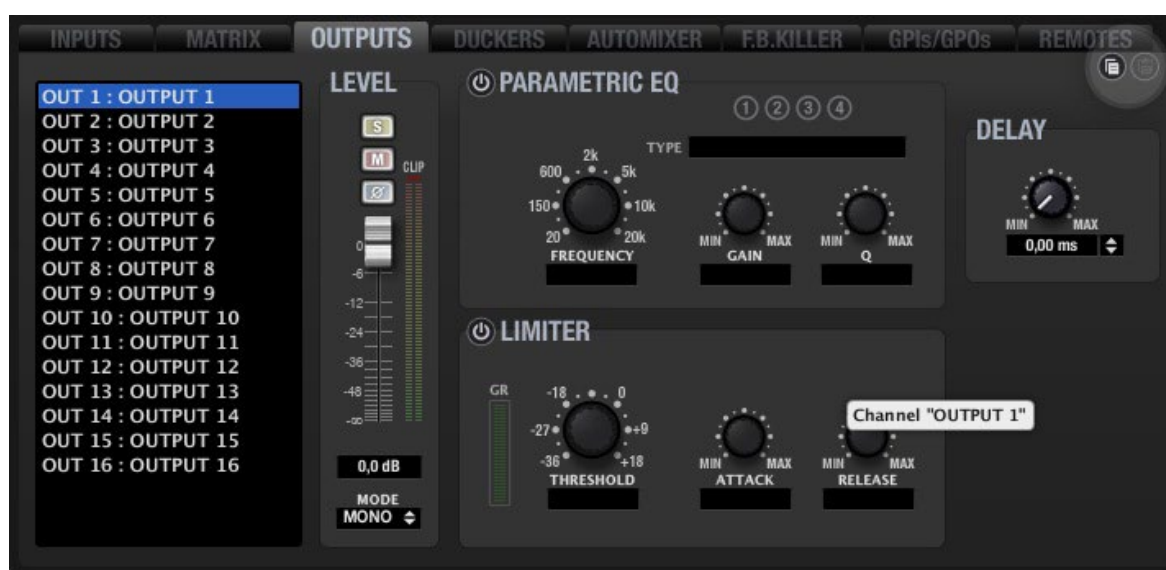 INPUTS MATRIX OUTPUTS DUCKERS AUTOMIXER F.B.KILLER GPIs/GPOs REMOTES
OUT 1 : OUTPUT 1
OUT 2 : OUTPUT 2
OUT 3 : OUTPUT 3
OUT 4 : OUTPUT 4
OUT 5 : OUTPUT 5
OUT 6 : OUTPUT 6
OUT 7 : OUTPUT 7
OUT 8 : OUTPUT 8
OUT 9 : OUTPUT 9
OUT 10 : OUTPUT 10
OUT 11 : OUTPUT 11
OUT 12 : OUTPUT 12
OUT 13 : OUTPUT 13
OUT 14 : OUTPUT 14
OUT 15 : OUTPUT 15
OUT 16 : OUTPUT 16
LEVEL
S
M
CLIP
Ø
0
-6
-12
-24
-36
-48
-∞
0,0 dB
MODE
MONO
PARAMETRIC EQ
1 2 3 4
TYPE
2k
600 5k
150 10k
20 20k
FREQUENCY
MIN MAX
GAIN
MIN MAX
Q
LIMITER
GR
-18 0
-27 +9
-36 +18
THRESHOLD
MIN MAX
ATTACK
Channel "OUTPUT 1"
MIN MAX
RELEASE
DELAY
MIN MAX
0,00 ms